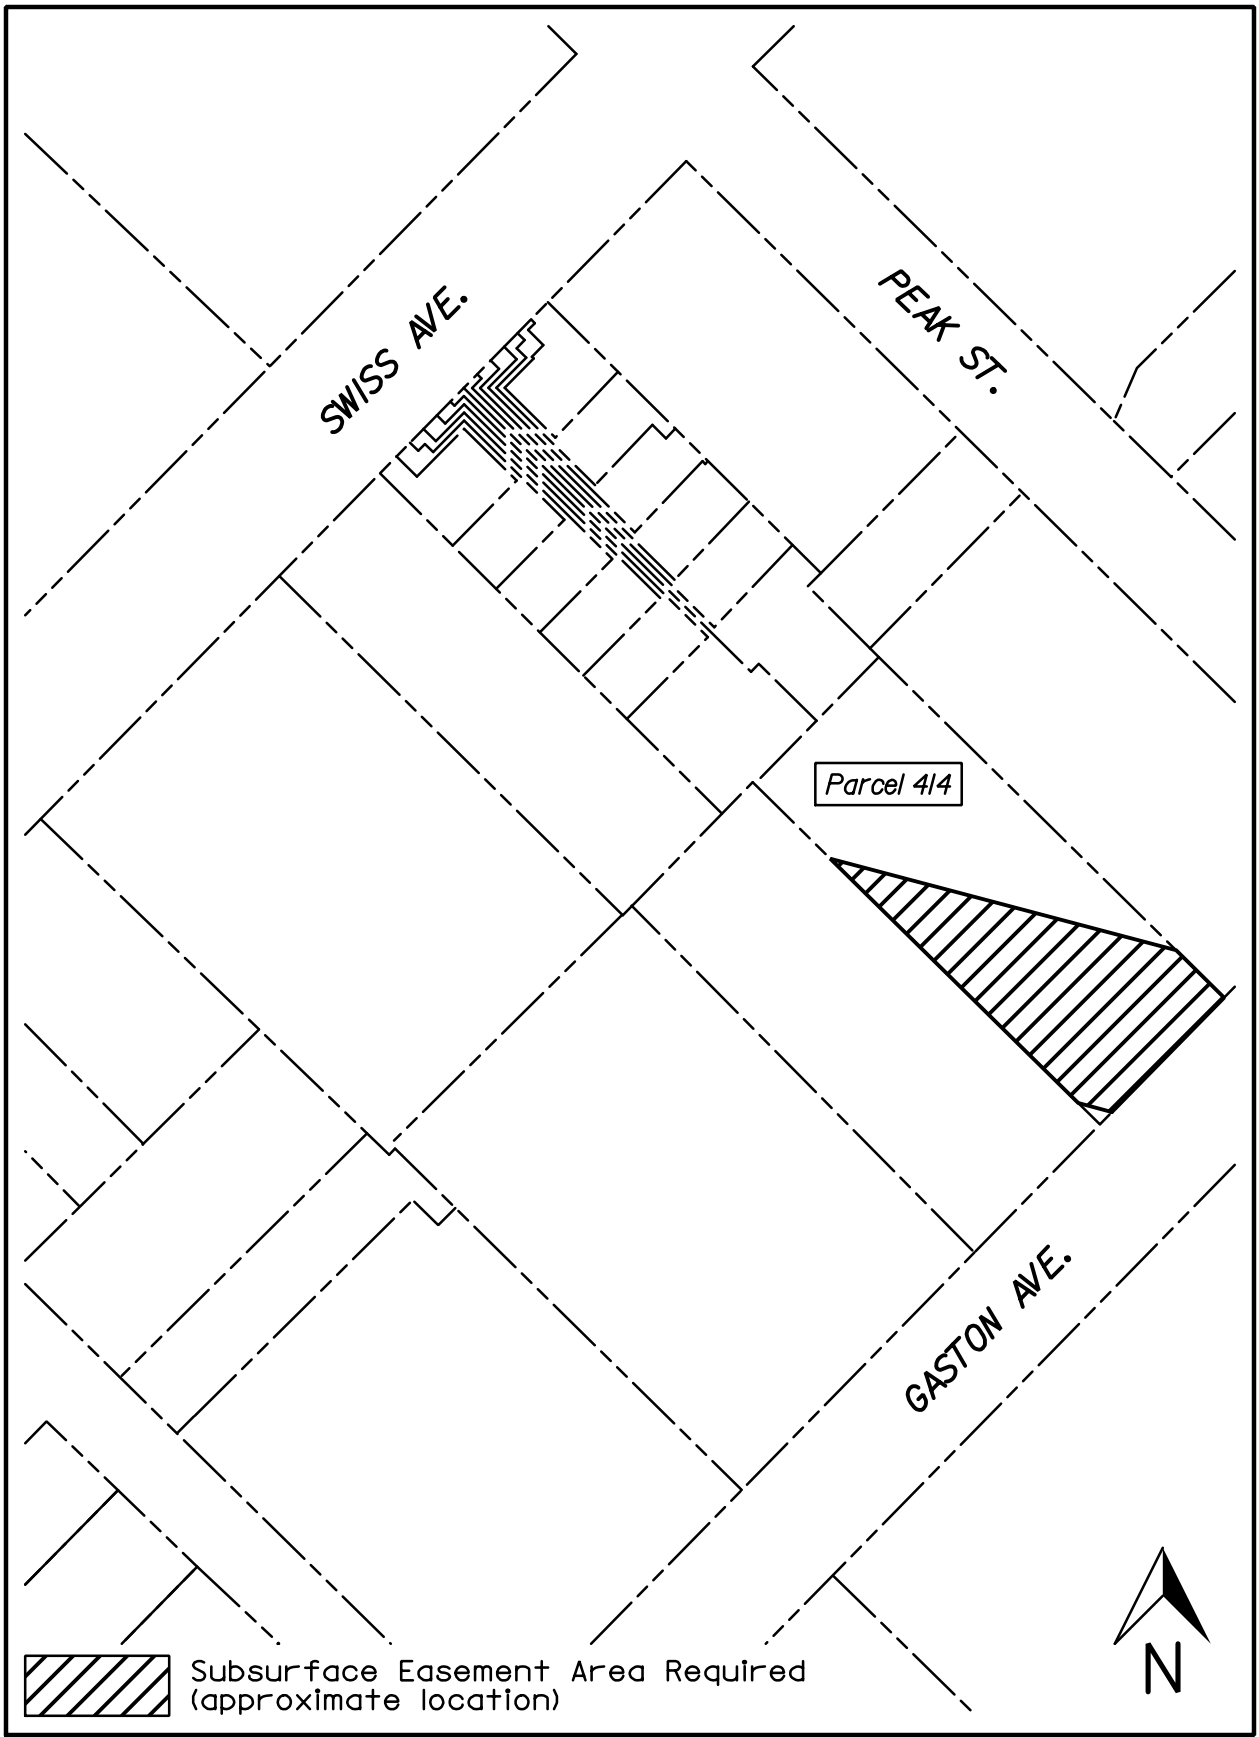 SWISS AVE.
PEAK ST.
Parcel 414
GASTON AVE.
N
Subsurface Easement Area Required
(approximate location)